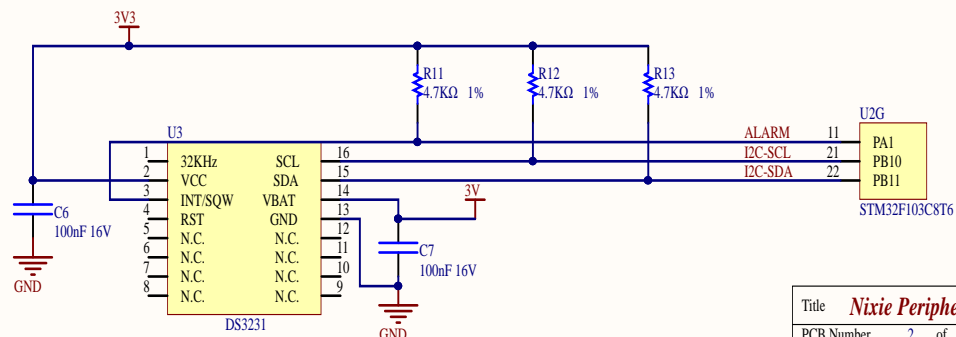 3V3
R11
4.7KΩ 1%
R12
4.7KΩ 1%
R13
4.7KΩ 1%
U3
1 32KHz SCL 16
2 VCC SDA 15
3 INT/SQW VBAT 14
4 RST GND 13
5 N.C. N.C. 12
6 N.C. N.C. 11
7 N.C. N.C. 10
8 N.C. N.C. 9
DS3231
C6
100nF 16V
GND
3V
C7
100nF 16V
GND
U2G
ALARM 11 PA1
I2C-SCL 21 PB10
I2C-SDA 22 PB11
STM32F103C8T6
Title Nixie Periphe
PCB Number 2 of